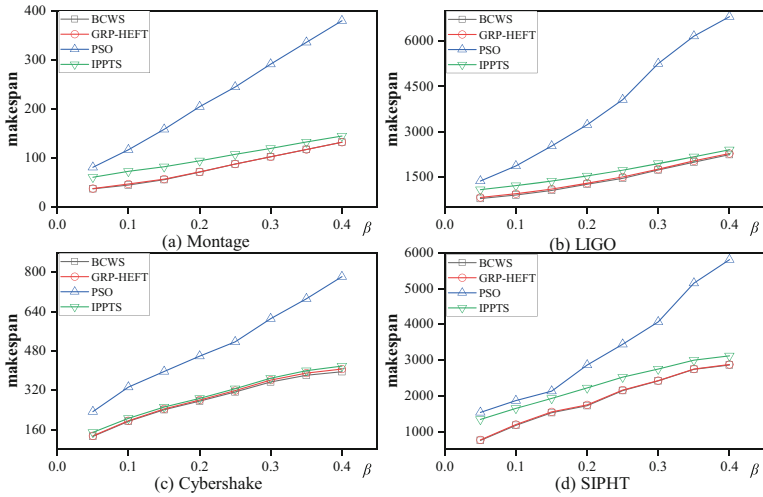 400
300
200
100
0
makespan
BCWS
GRP-HEFT
PSO
IPPTS
0.0 0.1 0.2 0.3 0.4 β
(a) Montage
6000
4500
3000
1500
makespan
BCWS
GRP-HEFT
PSO
IPPTS
0.0 0.1 0.2 0.3 0.4 β
(b) LIGO
800
640
480
320
160
makespan
BCWS
GRP-HEFT
PSO
IPPTS
0.0 0.1 0.2 0.3 0.4 β
(c) Cybershake
6000
5000
4000
3000
2000
1000
makespan
BCWS
GRP-HEFT
PSO
IPPTS
0.0 0.1 0.2 0.3 0.4 β
(d) SIPHT